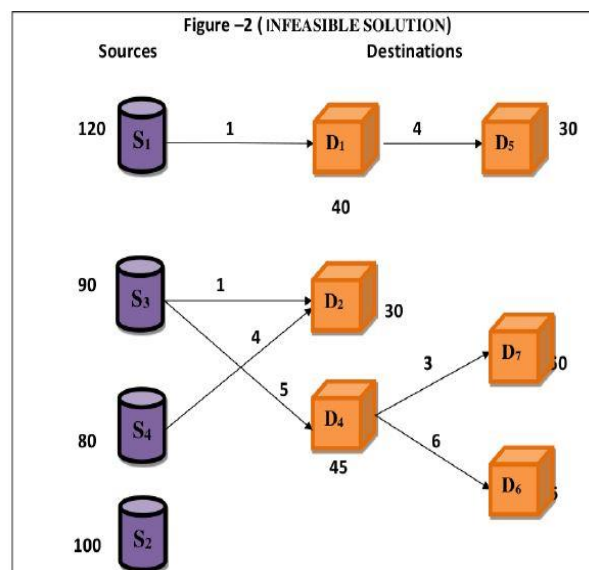 Figure –2 ( INFEASIBLE SOLUTION)
Sources Destinations
120 S1 1 D1 4 D5 30
40
90 S3 1 D2 30
4
3 D7
5
80 S4 D4 6
45 D6
100 S2